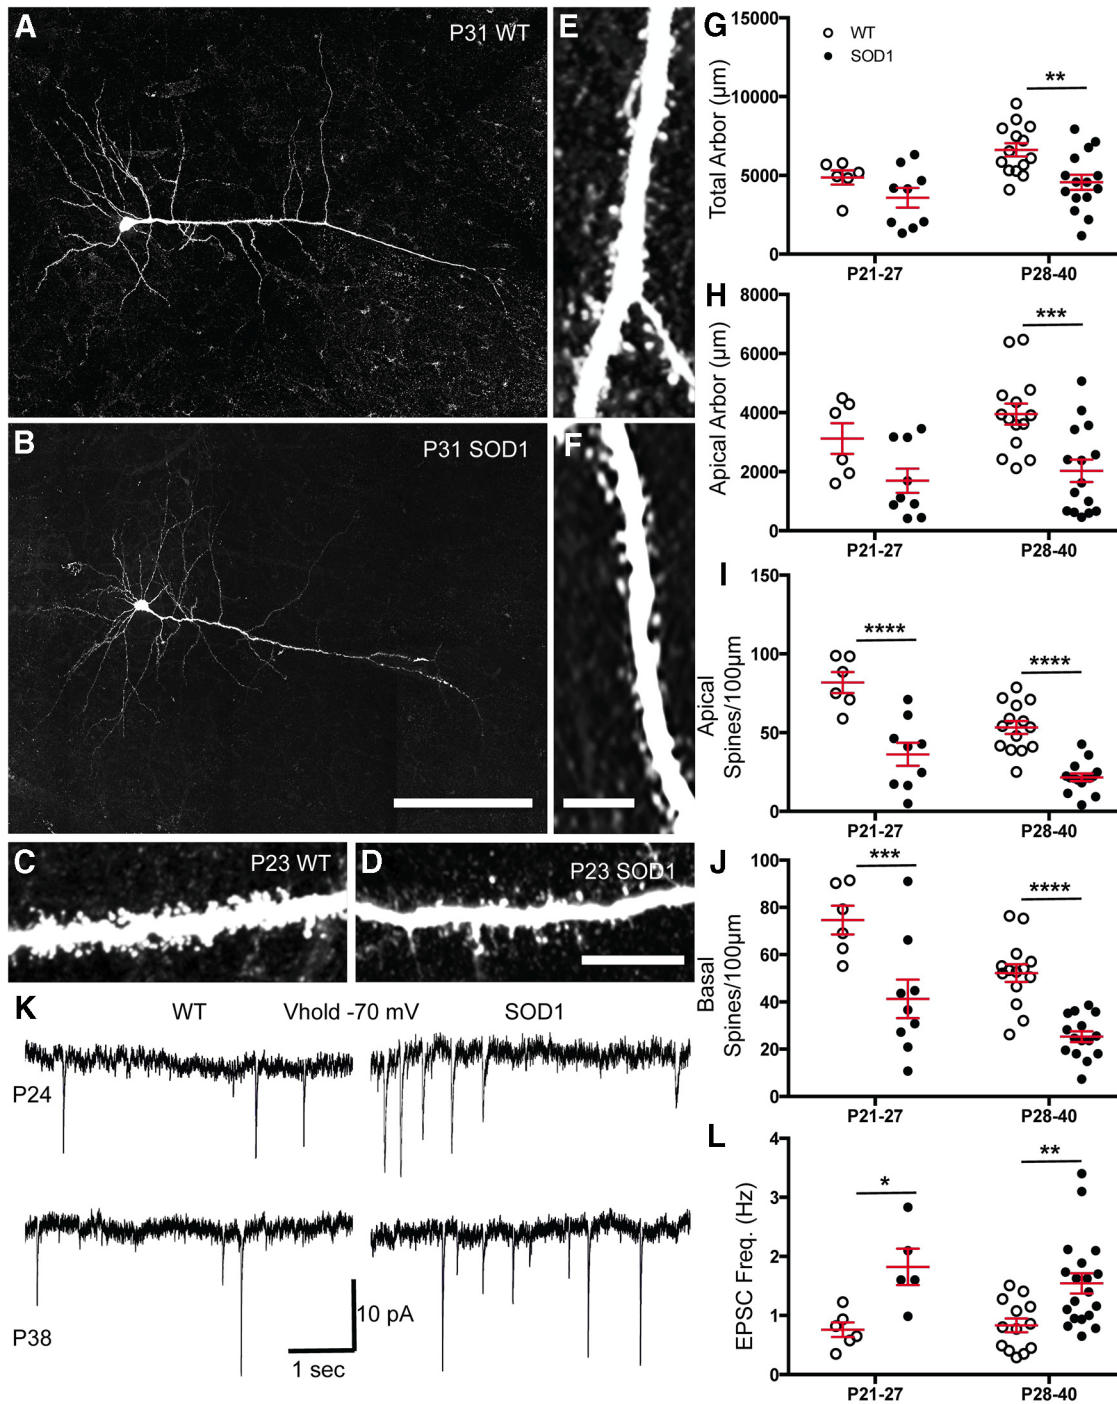 A
P31 WT
B
P31 SOD1
C
P23 WT
D
P23 SOD1
E
F
G
WT
SOD1
**
Total Arbor (µm)
15000
10000
5000
0
P21-27
P28-40
H
***
Apical Arbor (µm)
8000
6000
4000
2000
0
P21-27
P28-40
I
****
****
Apical
Spines/100µm
150
100
50
0
P21-27
P28-40
J
***
****
Basal
Spines/100µm
100
80
60
40
20
0
P21-27
P28-40
K
WT
Vhold -70 mV
SOD1
P24
P38
10 pA
1 sec
L
*
**
EPSC Freq. (Hz)
4
3
2
1
0
P21-27
P28-40